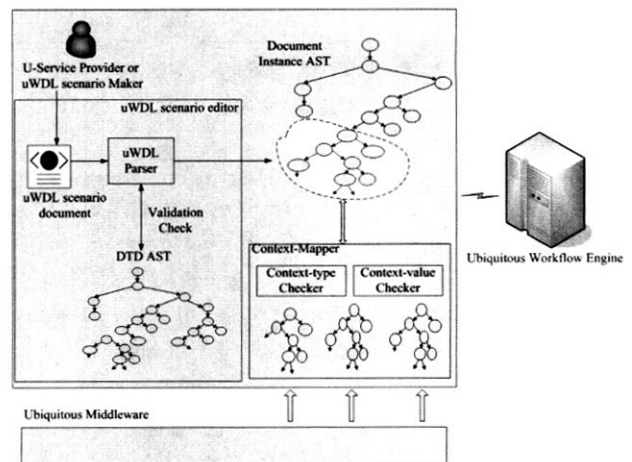 Document
Instance AST
U-Service Provider or
uWDL scenario Maker
uWDL scenario editor
uWDL
Parser
uWDL scenario
document
Validation
Check
DTD AST
Context-Mapper
Context-type
Checker
Context-value
Checker
Ubiquitous Workflow Engine
Ubiquitous Middleware